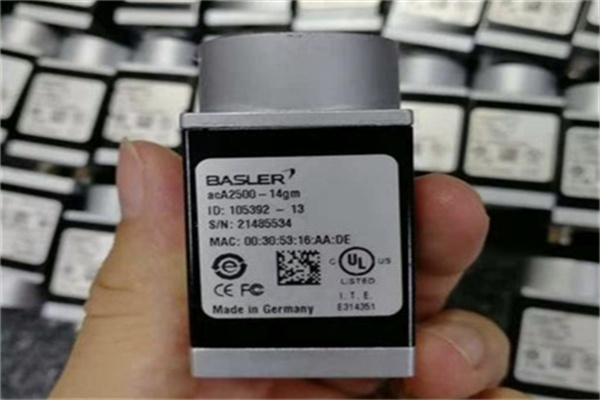 BASLER
acA2500-14gm
ID: 105392 - 13
S/N: 21485534
MAC: 00:30:53:16:AA:DE
e
C UL US
LISTED
CE FC
I.T.E.
Made in Germany
E314351